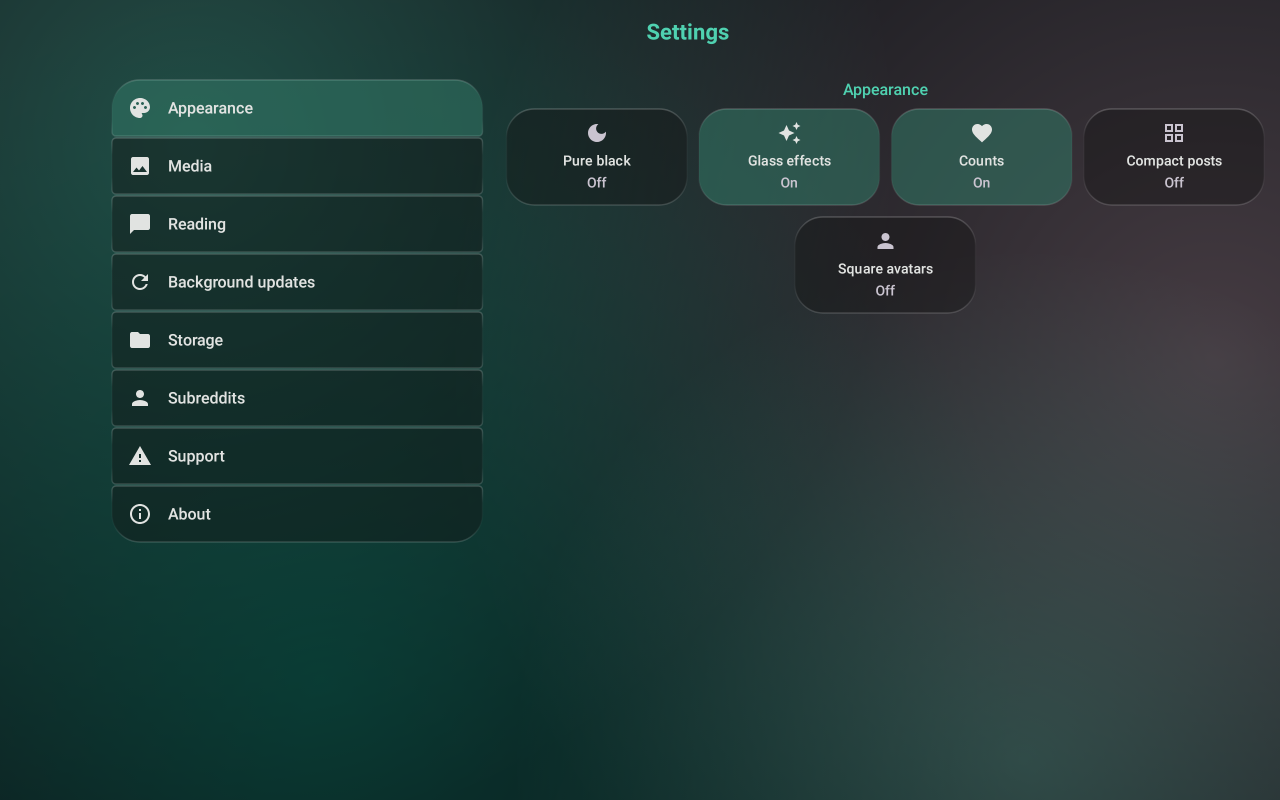 Settings
Appearance
Media
Reading
Background updates
Storage
Subreddits
Support
About
Appearance
Pure black
Off
Glass effects
On
Counts
On
Compact posts
Off
Square avatars
Off